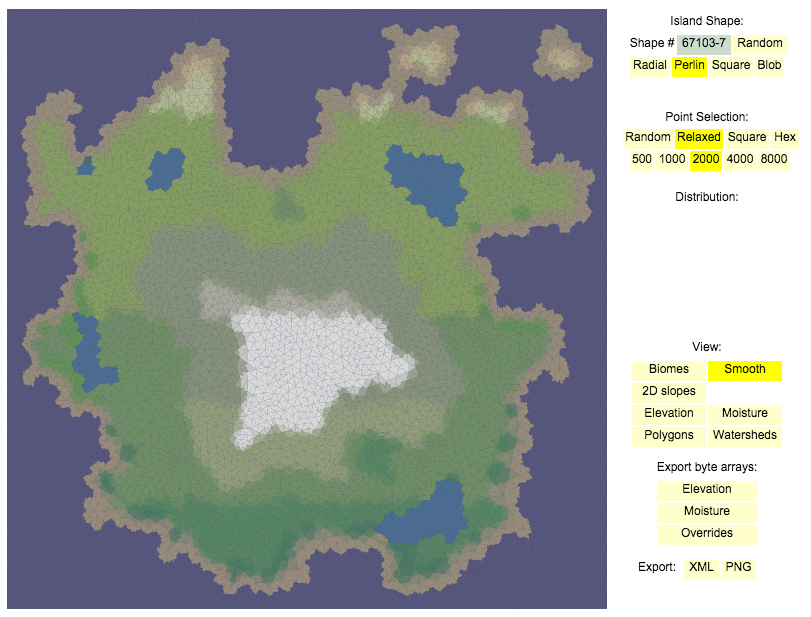 Island Shape:
Shape # 67103-7 Random
Radial Perlin Square Blob
Point Selection:
Random Relaxed Square Hex
500 1000 2000 4000 8000
Distribution:
View:
Biomes Smooth
2D slopes
Elevation Moisture
Polygons Watersheds
Export byte arrays:
Elevation
Moisture
Overrides
Export: XML PNG